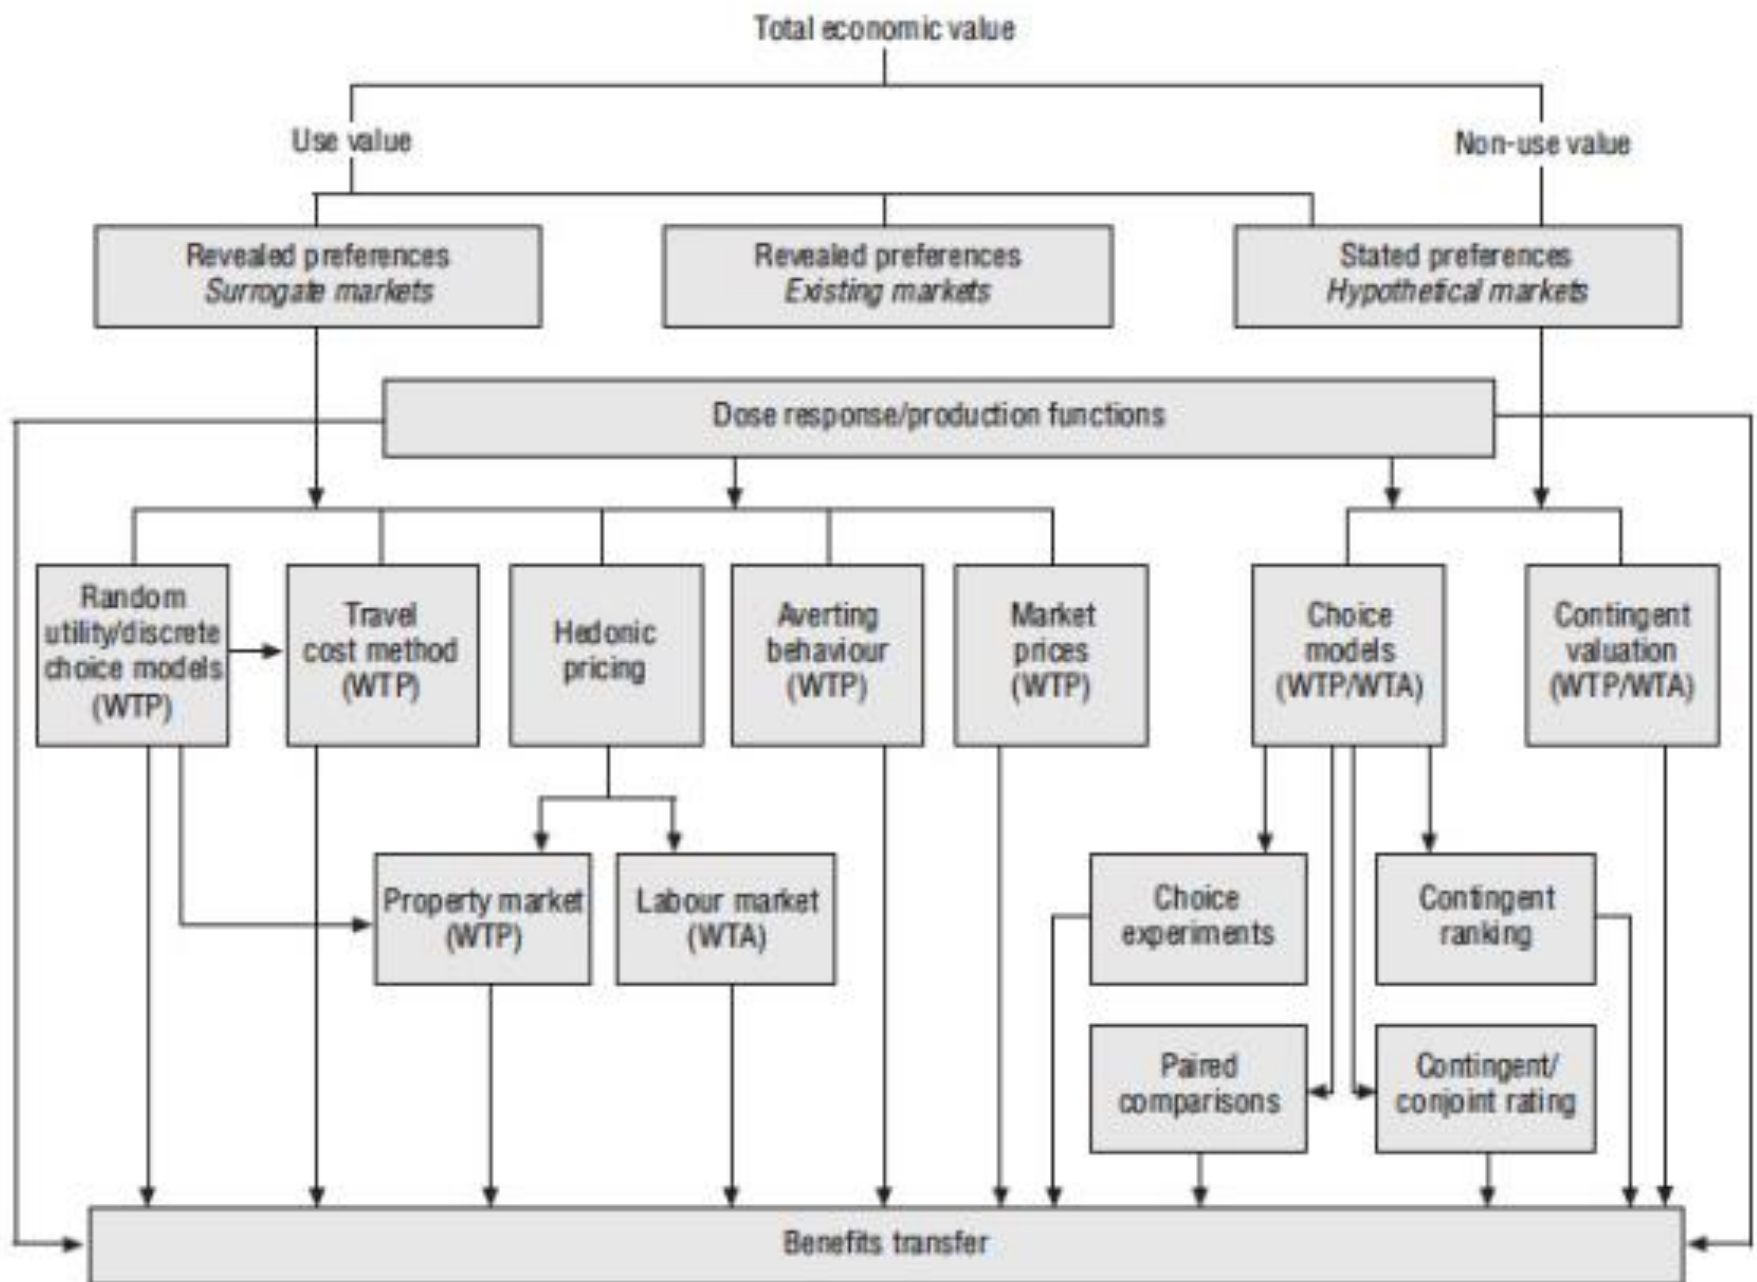 Total economic value
Use value
Non-use value
Revealed preferences
Surrogate markets
Revealed preferences
Existing markets
Stated preferences
Hypothetical markets
Dose response/production functions
Random
utility/discrete
choice models
(WTP)
Travel
cost method
(WTP)
Hedonic
pricing
Averting
behaviour
(WTP)
Market
prices
(WTP)
Choice
models
(WTP/WTA)
Contingent
valuation
(WTP/WTA)
Property market
(WTP)
Labour market
(WTA)
Choice
experiments
Contingent
ranking
Paired
comparisons
Contingent/
conjoint rating
Benefits transfer